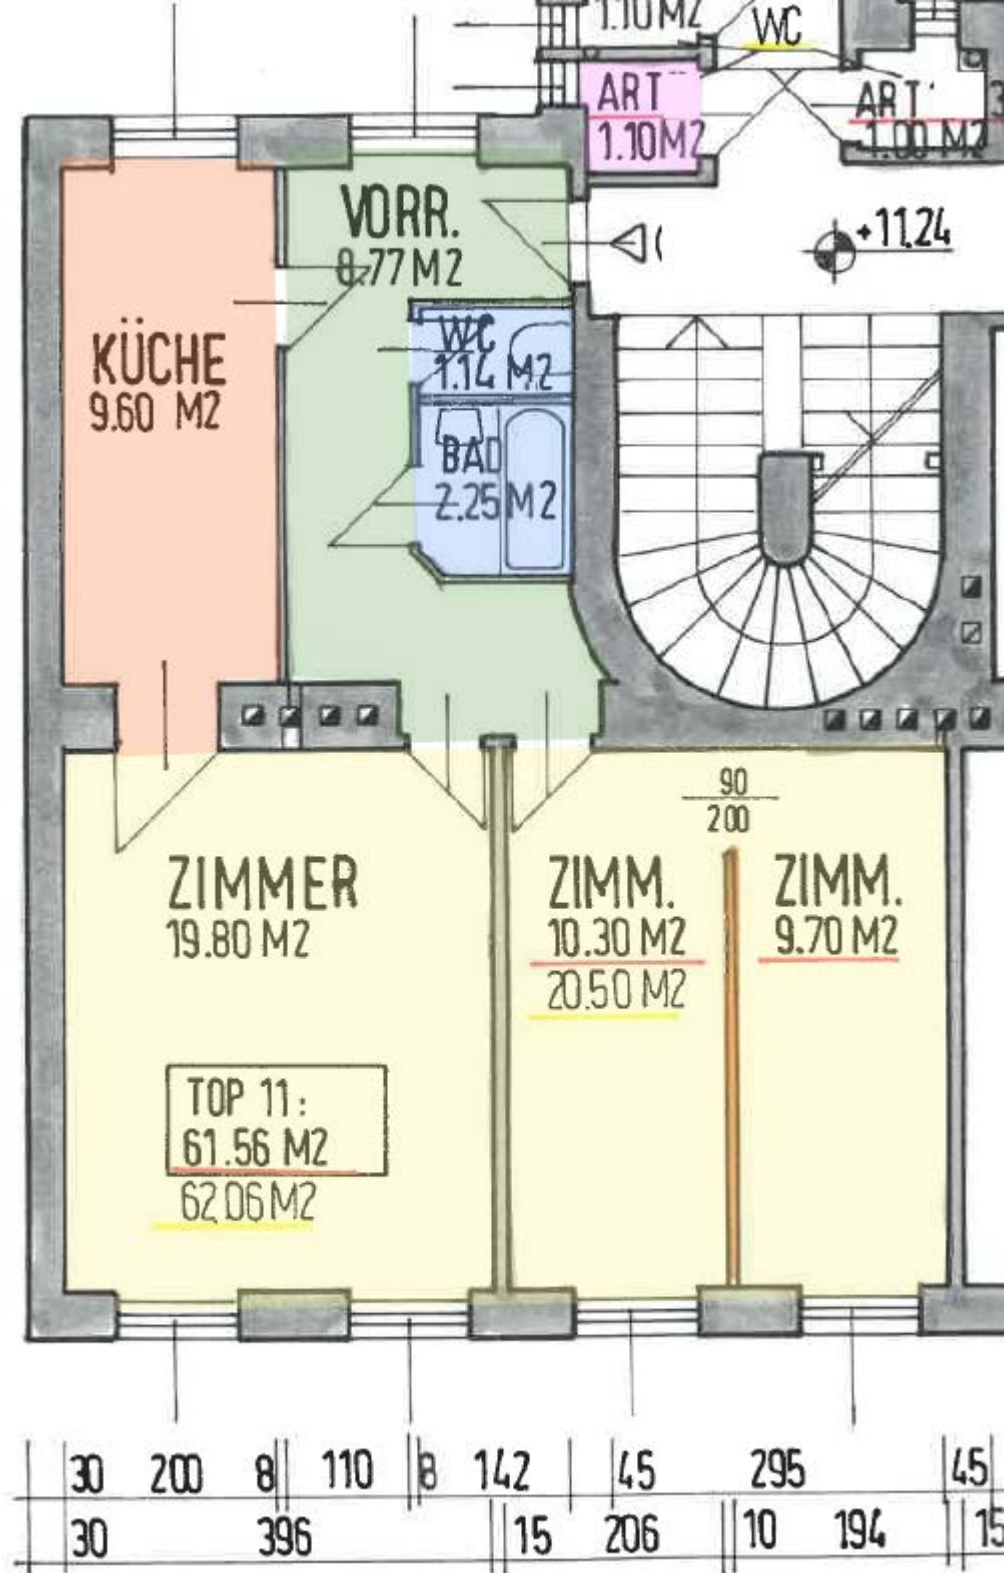 1.10 M2
WC
ART
1.10M2
ART
1.00 M2
VORR.
8.77 M2
+11.24
KÜCHE
9.60 M2
WC
1.14 M2
BAD
2.25 M2
90
200
ZIMMER
19.80 M2
ZIMM.
10.30 M2
20.50 M2
ZIMM.
9.70 M2
TOP 11:
61.56 M2
62.06 M2
30 200 8 110 8 142 45 295 45
30 396 15 206 10 194 15